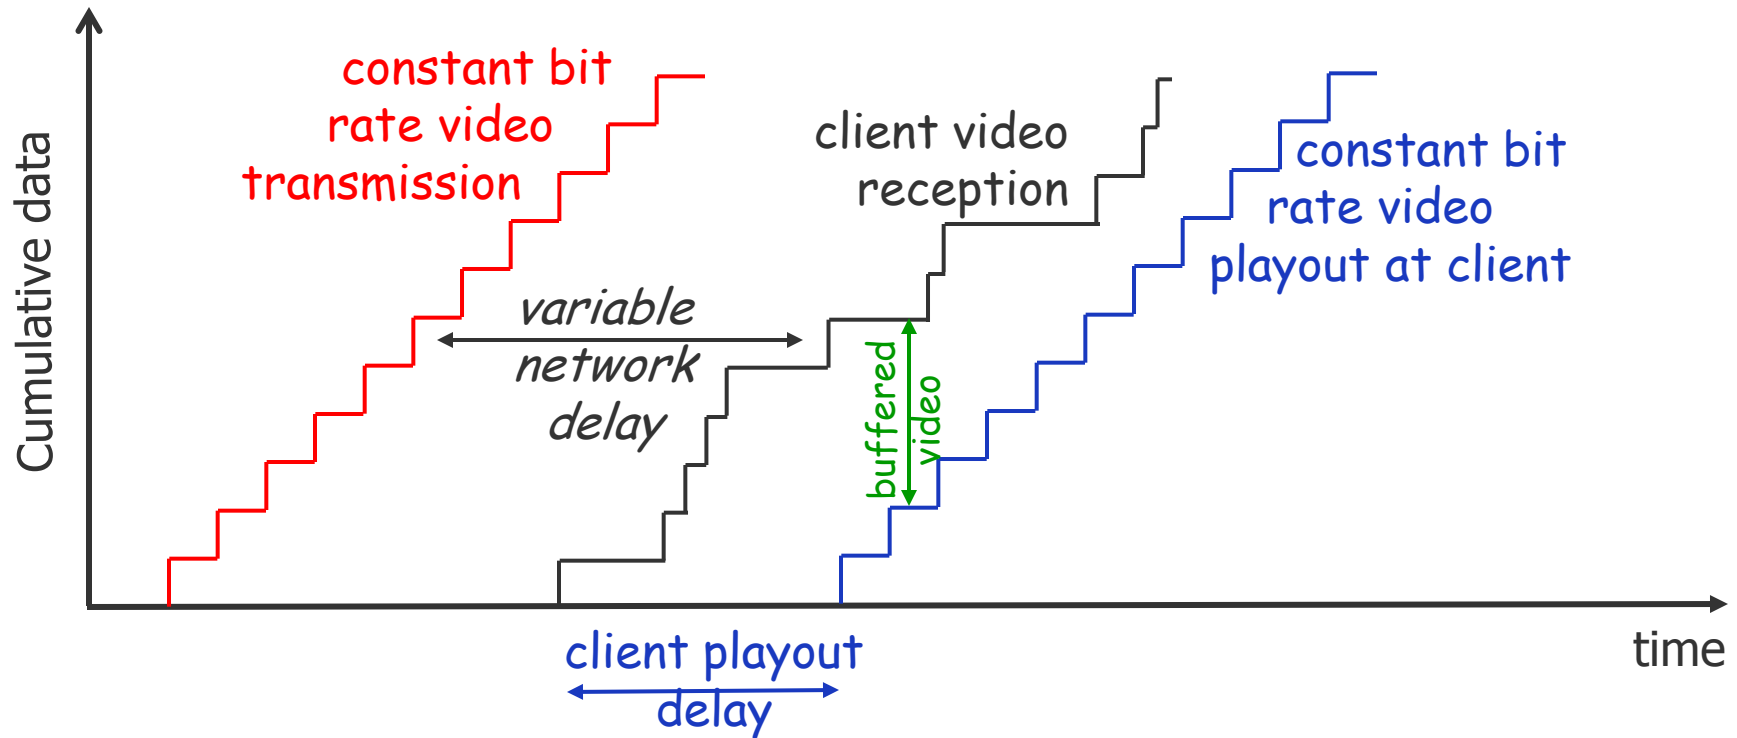 Cumulative data
constant bit
rate video
transmission
variable
network
delay
client video
reception
buffered
video
constant bit
rate video
playout at client
client playout
delay
time